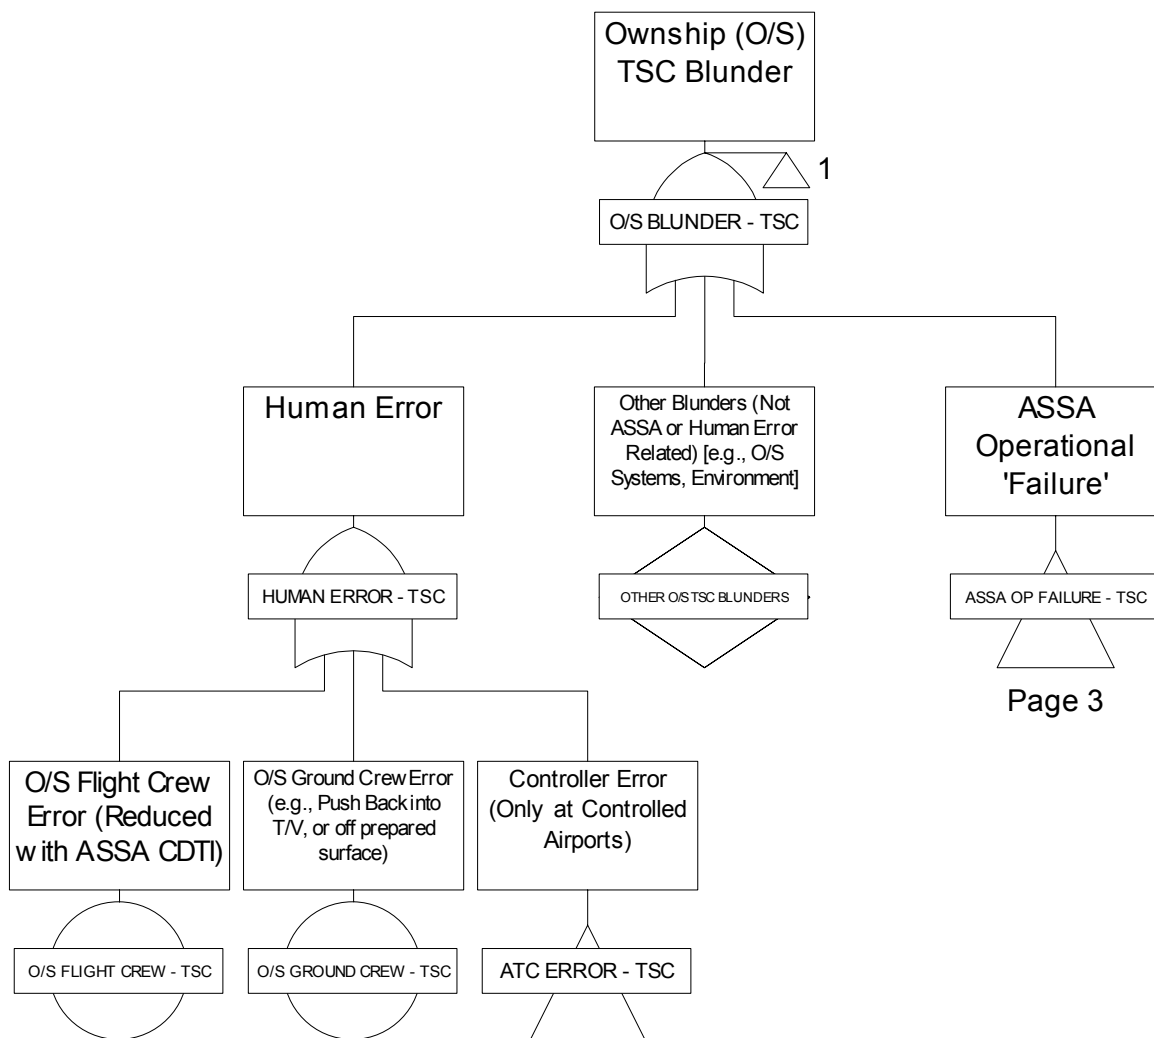 Ownship (O/S)
TSC Blunder
1
O/S BLUNDER - TSC
Human Error
Other Blunders (Not
ASSA or Human Error
Related) [e.g., O/S
Systems, Environment]
ASSA
Operational
'Failure'
HUMAN ERROR - TSC
OTHER O/S TSC BLUNDERS
ASSA OP FAILURE - TSC
Page 3
O/S Flight Crew
Error (Reduced
with ASSA CDTI)
O/S Ground Crew Error
(e.g., Push Back into
T/V, or off prepared
surface)
Controller Error
(Only at Controlled
Airports)
O/S FLIGHT CREW - TSC
O/S GROUND CREW - TSC
ATC ERROR - TSC